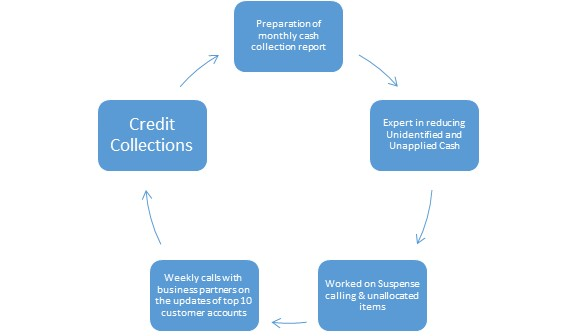 Preparation of
monthly cash
collection report
Expert in reducing
Unidentified and
Unapplied Cash
Worked on Suspense
calling & unallocated
items
Weekly calls with
business partners on
the updates of top 10
customer accounts
Credit
Collections